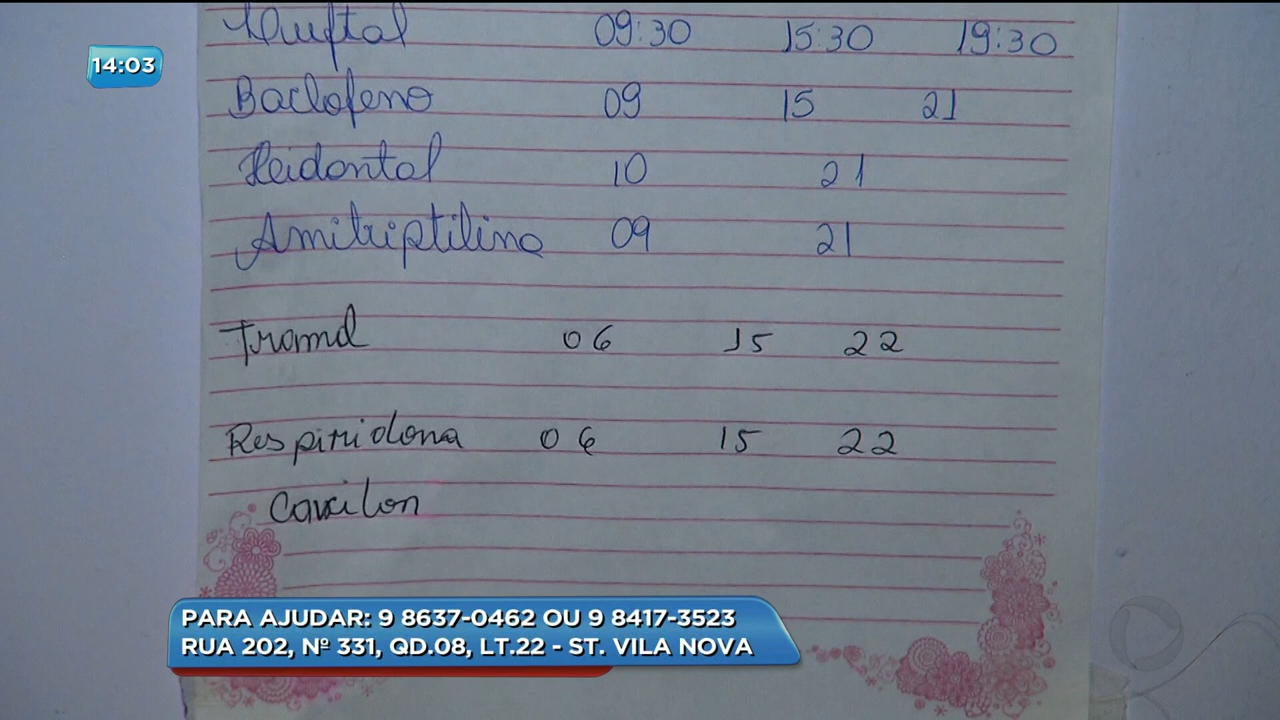 14:03
Luftal 09:30 15:30 19:30
Baclofeno 09 15 21
10 21
Amitriptilina 09 21
Tramal 06 15 22
Respiridona 06 15 22
Cavilon
PARA AJUDAR: 9 8637-0462 OU 9 8417-3523
RUA 202, Nº 331, QD.08, LT.22 - ST. VILA NOVA